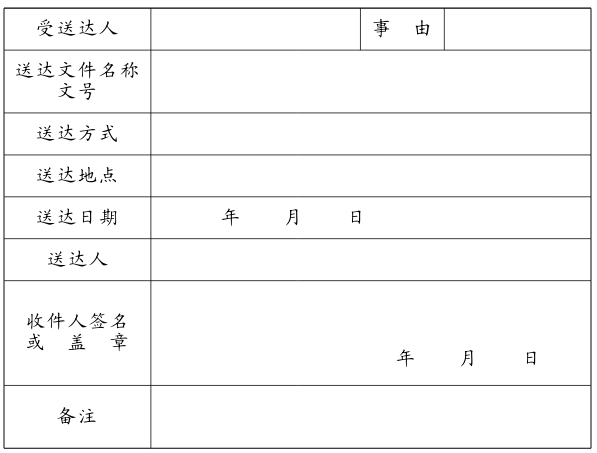 受送达人 事 由
送达文件名称
文号
送达方式
送达地点
送达日期 年 月 日
送达人
收件人签名
或 盖 章
年 月 日
备注